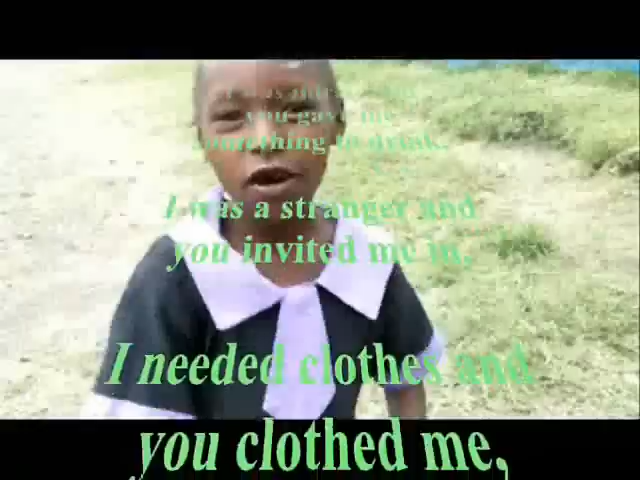 you gave me
something to drink.
I was a stranger and
you invited me in,
I needed clothes and
you clothed me,